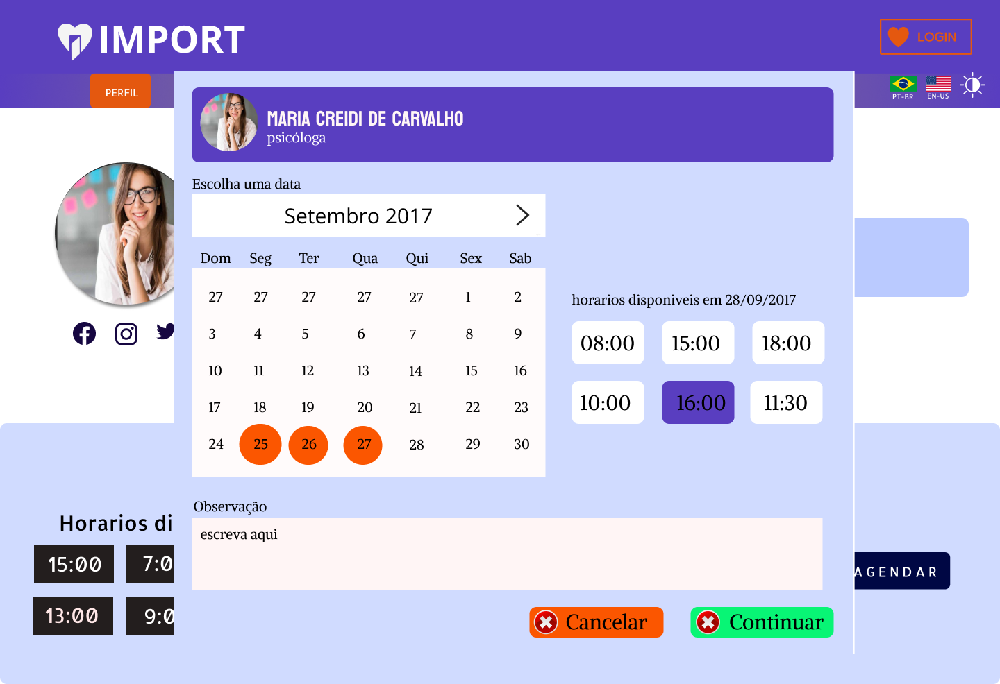 IMPORT
LOGIN
PERFIL
PT-BR
EN-US
MARIA CREIDI DE CARVALHO
psicóloga
Escolha uma data
Setembro 2017
Dom Seg Ter Qua Qui Sex Sab
27 27 27 27 27 1 2
3 4 5 6 7 8 9
10 11 12 13 14 15 16
17 18 19 20 21 22 23
24 25 26 27 28 29 30
horarios disponiveis em 28/09/2017
08:00 15:00 18:00
10:00 16:00 11:30
Observação
escreva aqui
Cancelar
Continuar
Horarios di
15:00 7:0
13:00 9:0
AGENDAR